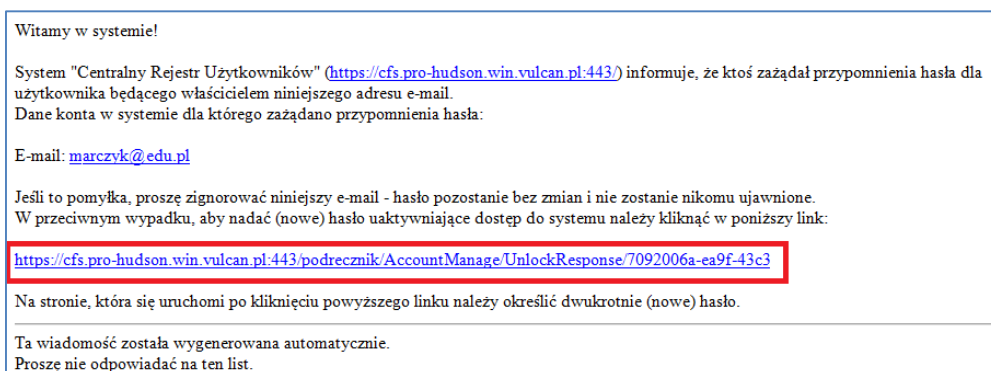 Witamy w systemie!
System "Centralny Rejestr Użytkowników" (https://cfs.pro-hudson.win.vulcan.pl:443/) informuje, że ktoś zażądał przypomnienia hasła dla
użytkownika będącego właścicielem niniejszego adresu e-mail.
Dane konta w systemie dla którego zażądano przypomnienia hasła:
E-mail: marczyk@edu.pl
Jeśli to pomyłka, proszę zignorować niniejszy e-mail - hasło pozostanie bez zmian i nie zostanie nikomu ujawnione.
W przeciwnym wypadku, aby nadać (nowe) hasło uaktywniające dostęp do systemu należy kliknąć w poniższy link:
https://cfs.pro-hudson.win.vulcan.pl:443/podrecznik/AccountManage/UnlockResponse/7092006a-ea9f-43c3
Na stronie, która się uruchomi po kliknięciu powyższego linku należy określić dwukrotnie (nowe) hasło.
Ta wiadomość została wygenerowana automatycznie.
Proszę nie odpowiadać na ten list.